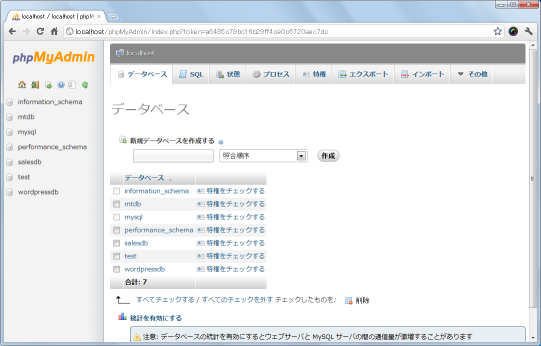 localhost / localhost | phpM
localhost/phpMyAdmin/index.php?token=a6485c79bc16b29ff4ce0c6720aec7dc
phpMyAdmin
information_schema
mtdb
mysql
performance_schema
salesdb
test
wordpressdb
localhost
データベース SQL 状態 プロセス 特権 エクスポート インポート その他
データベース
新規データベースを作成する
照合順序 作成
データベース
information_schema 特権をチェックする
mtdb 特権をチェックする
mysql 特権をチェックする
performance_schema 特権をチェックする
salesdb 特権をチェックする
test 特権をチェックする
wordpressdb 特権をチェックする
合計: 7
すべてチェックする / すべてのチェックを外す チェックしたものを: 削除
統計を有効にする
注意: データベースの統計を有効にするとウェブサーバと MySQL サーバの間の通信量が激増することがあります